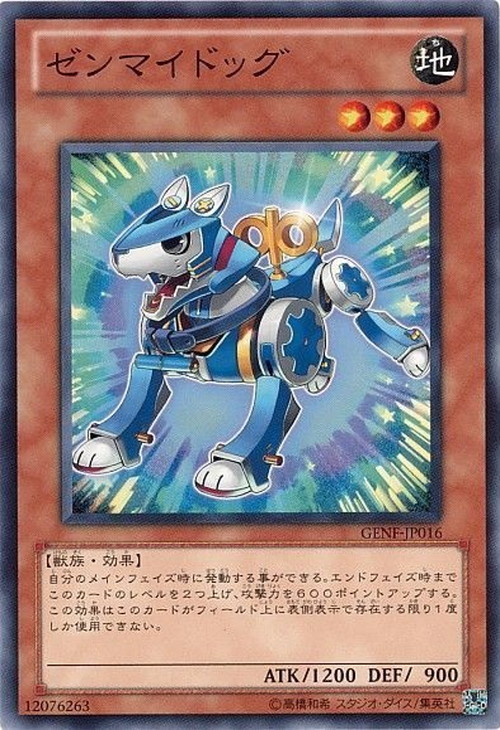 ゼンマイドッグ
地
GENF-JP016
【獣族・効果】
自分のメインフェイズ時に発動する事ができる。エンドフェイズ時まで
このカードのレベルを２つ上げ、攻撃力を６００ポイントアップする。
この効果はこのカードがフィールド上に表側表示で存在する限り１度
しか使用できない。
ATK/1200 DEF/ 900
12076263
©高橋和希 スタジオ・ダイス/集英社